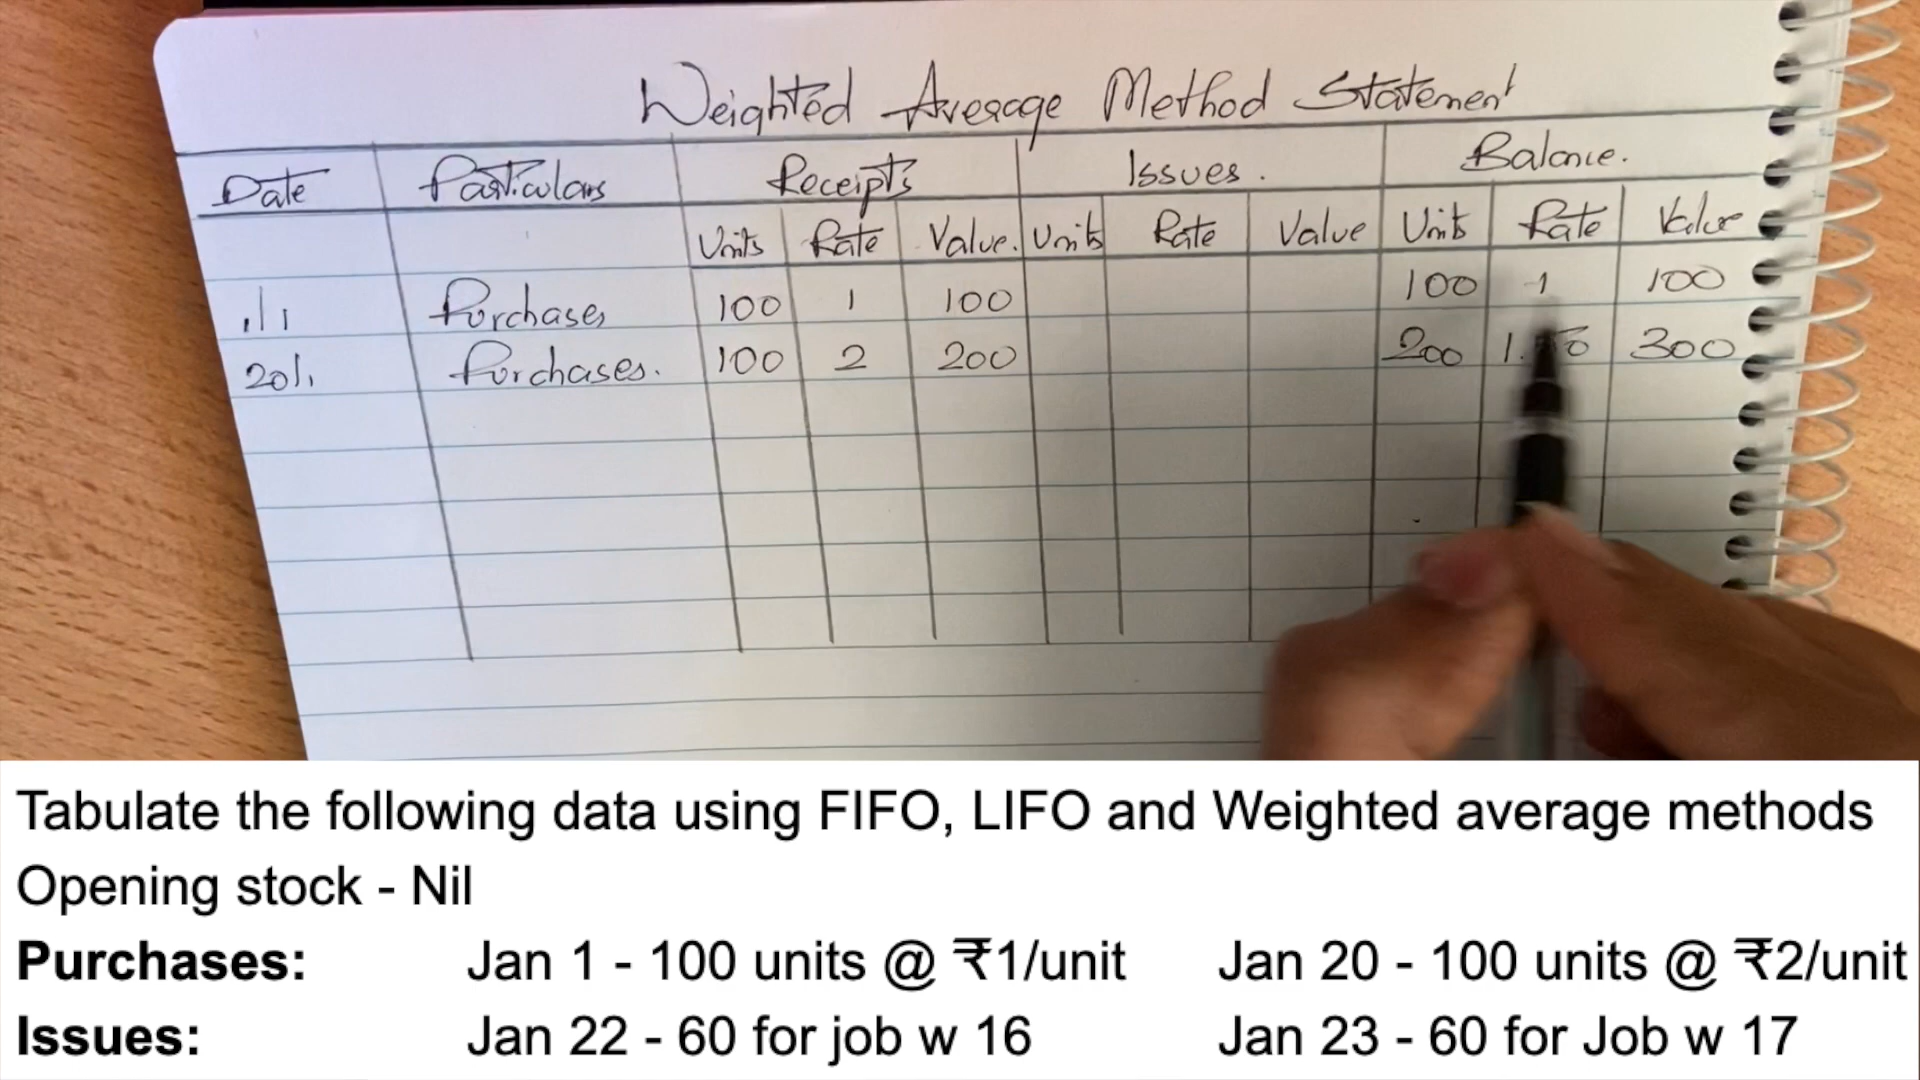 Weighted Average Method Statement
Date Particulars Receipts Issues. Balance.
Units Rate Value. Units Rate Value Units Rate Value
1/1 Purchases 100 1 100 100 1 100
20/1 Purchases. 100 2 200 200 1.50 300
Tabulate the following data using FIFO, LIFO and Weighted average methods
Opening stock - Nil
Purchases: Jan 1 - 100 units @ ₹1/unit Jan 20 - 100 units @ ₹2/unit
Issues: Jan 22 - 60 for job w 16 Jan 23 - 60 for Job w 17